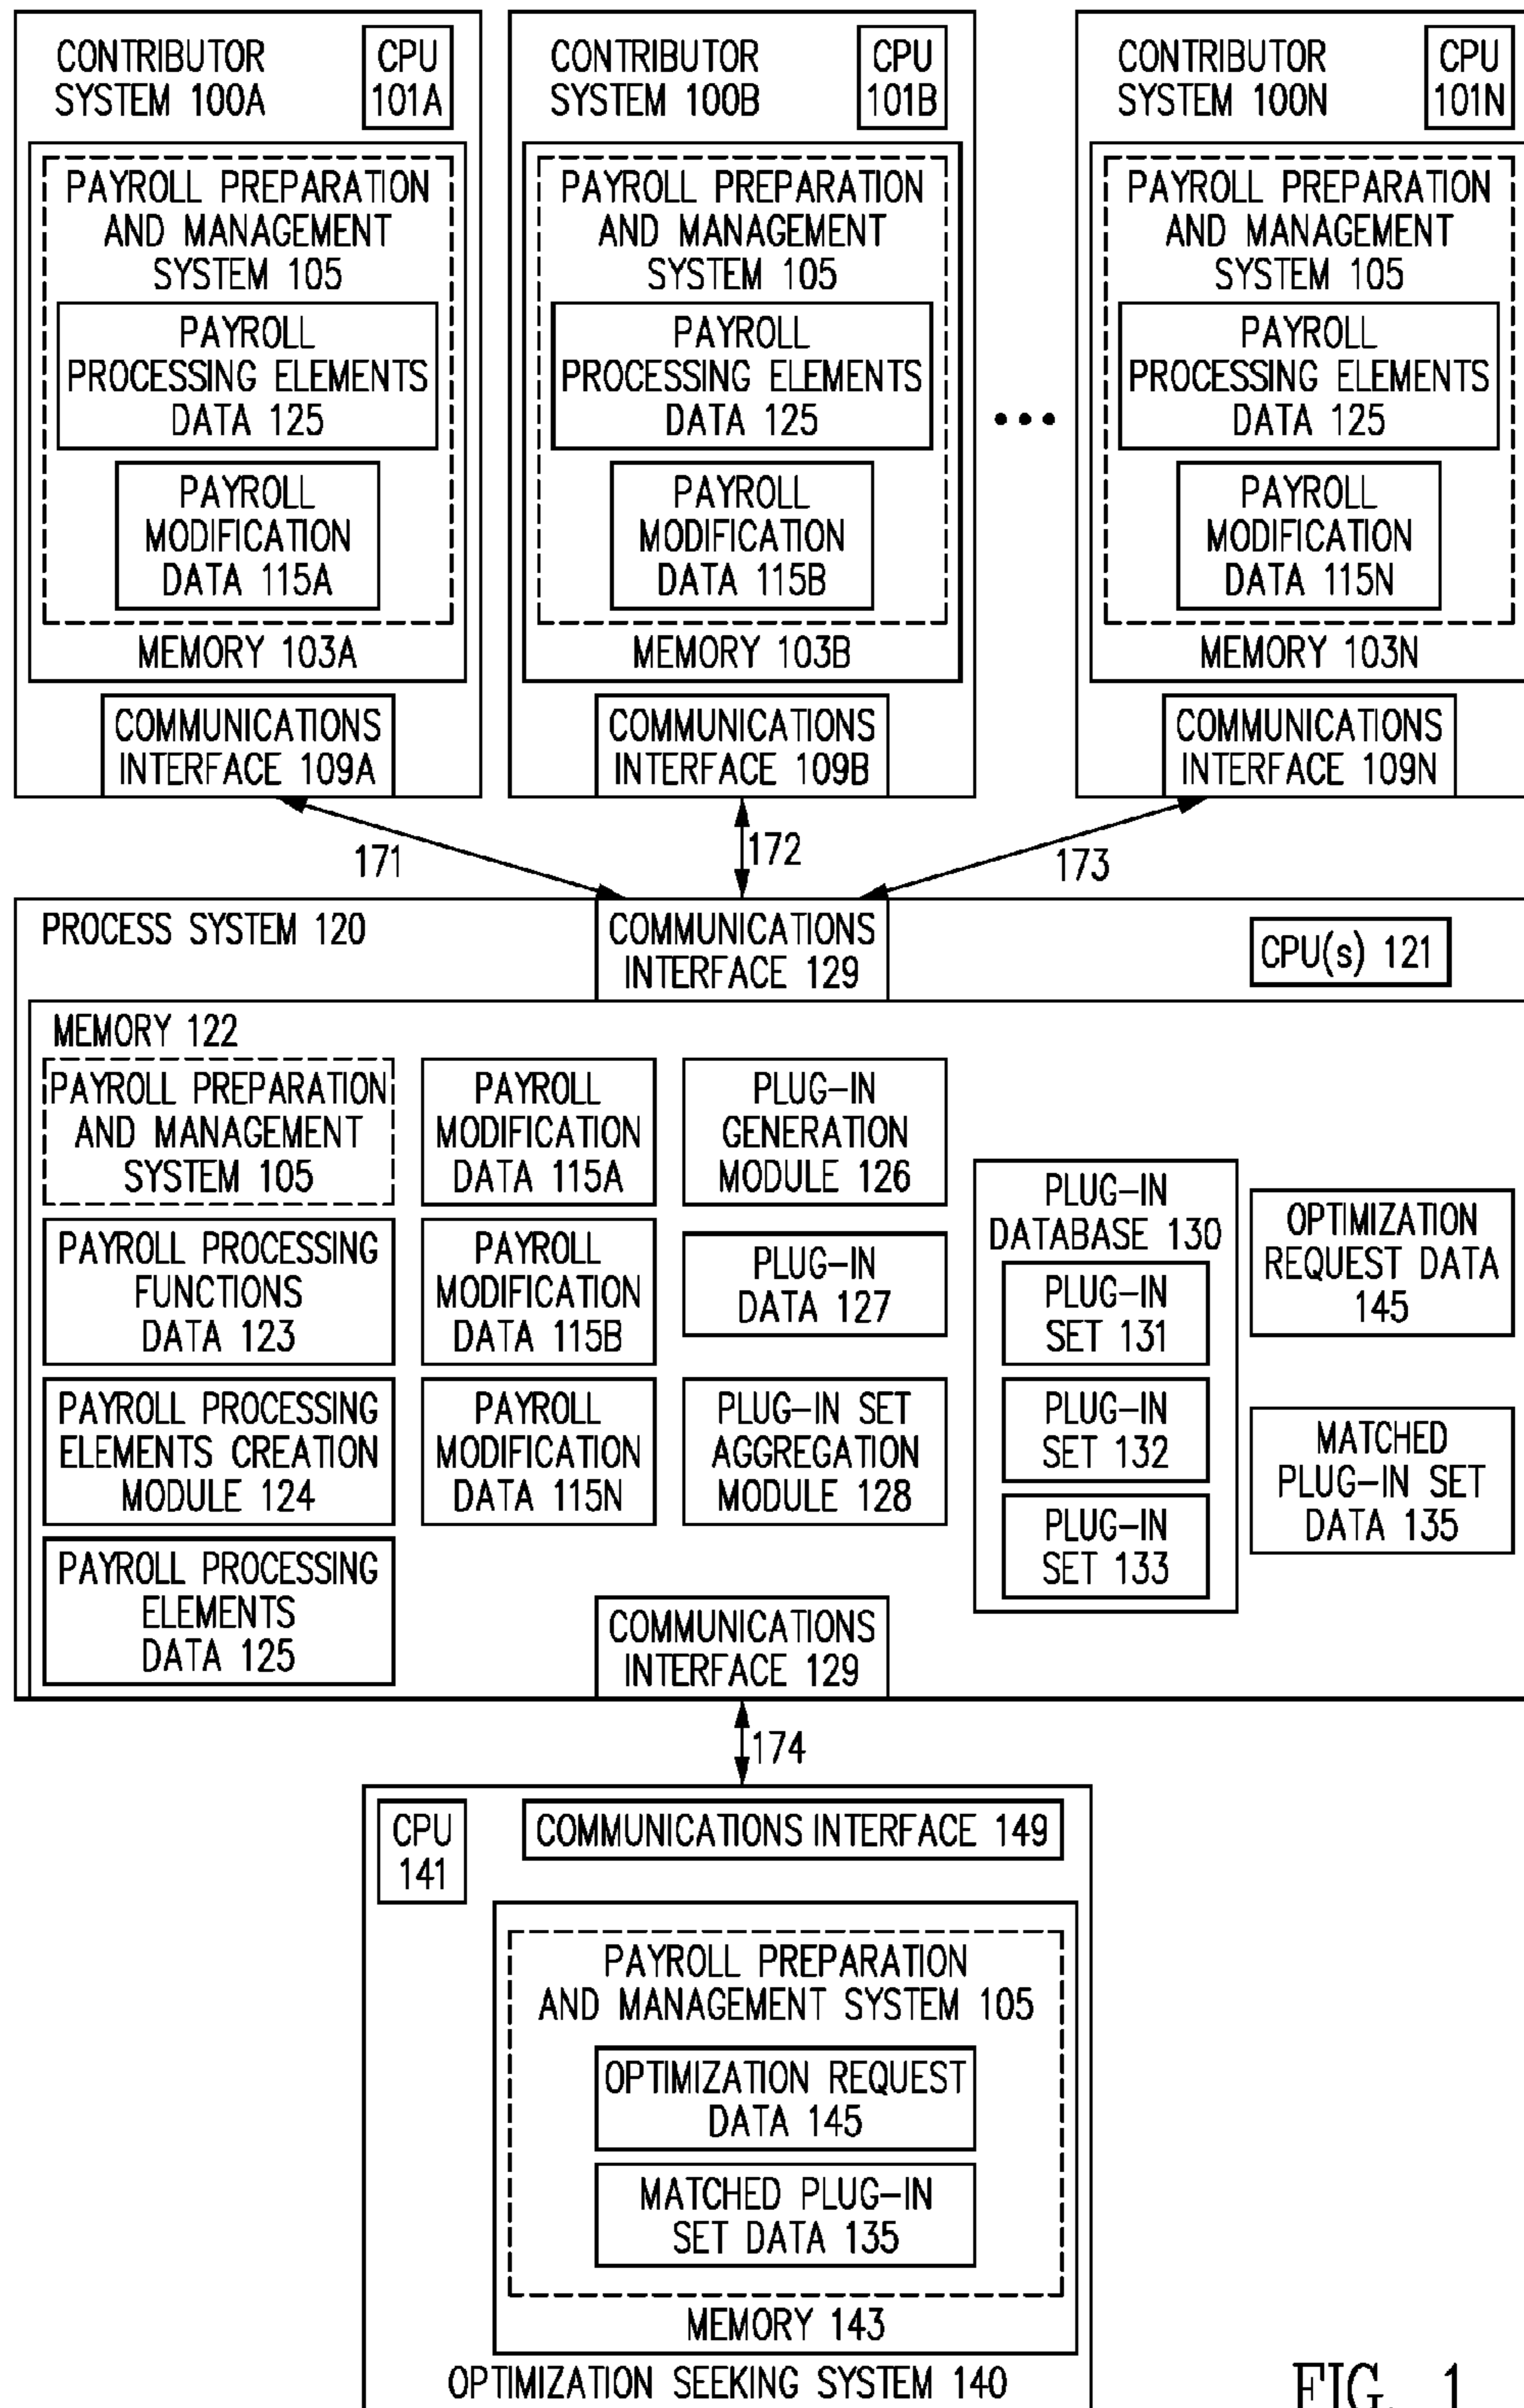 CONTRIBUTOR
SYSTEM 100A
CPU
101A
PAYROLL PREPARATION
AND MANAGEMENT
SYSTEM 105
PAYROLL
PROCESSING ELEMENTS
DATA 125
PAYROLL
MODIFICATION
DATA 115A
MEMORY 103A
COMMUNICATIONS
INTERFACE 109A
CONTRIBUTOR
SYSTEM 100B
CPU
101B
PAYROLL PREPARATION
AND MANAGEMENT
SYSTEM 105
PAYROLL
PROCESSING ELEMENTS
DATA 125
PAYROLL
MODIFICATION
DATA 115B
MEMORY 103B
COMMUNICATIONS
INTERFACE 109B
•••
CONTRIBUTOR
SYSTEM 100N
CPU
101N
PAYROLL PREPARATION
AND MANAGEMENT
SYSTEM 105
PAYROLL
PROCESSING ELEMENTS
DATA 125
PAYROLL
MODIFICATION
DATA 115N
MEMORY 103N
COMMUNICATIONS
INTERFACE 109N
171
172
173
PROCESS SYSTEM 120
COMMUNICATIONS
INTERFACE 129
CPU(s) 121
MEMORY 122
PAYROLL PREPARATION
AND MANAGEMENT
SYSTEM 105
PAYROLL PROCESSING
FUNCTIONS
DATA 123
PAYROLL PROCESSING
ELEMENTS CREATION
MODULE 124
PAYROLL PROCESSING
ELEMENTS
DATA 125
PAYROLL
MODIFICATION
DATA 115A
PAYROLL
MODIFICATION
DATA 115B
PAYROLL
MODIFICATION
DATA 115N
PLUG-IN
GENERATION
MODULE 126
PLUG-IN
DATA 127
PLUG-IN SET
AGGREGATION
MODULE 128
PLUG-IN
DATABASE 130
PLUG-IN
SET 131
PLUG-IN
SET 132
PLUG-IN
SET 133
OPTIMIZATION
REQUEST DATA
145
MATCHED
PLUG-IN SET
DATA 135
COMMUNICATIONS
INTERFACE 129
174
CPU
141
COMMUNICATIONS INTERFACE 149
PAYROLL PREPARATION
AND MANAGEMENT SYSTEM 105
OPTIMIZATION REQUEST
DATA 145
MATCHED PLUG-IN
SET DATA 135
MEMORY 143
OPTIMIZATION SEEKING SYSTEM 140
FIG. 1